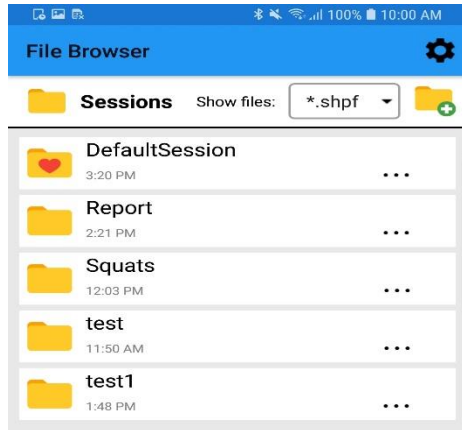 100% 10:00 AM
File Browser
Sessions Show files: *.shpf
DefaultSession
3:20 PM
...
Report
2:21 PM
...
Squats
12:03 PM
...
test
11:50 AM
...
test1
1:48 PM
...